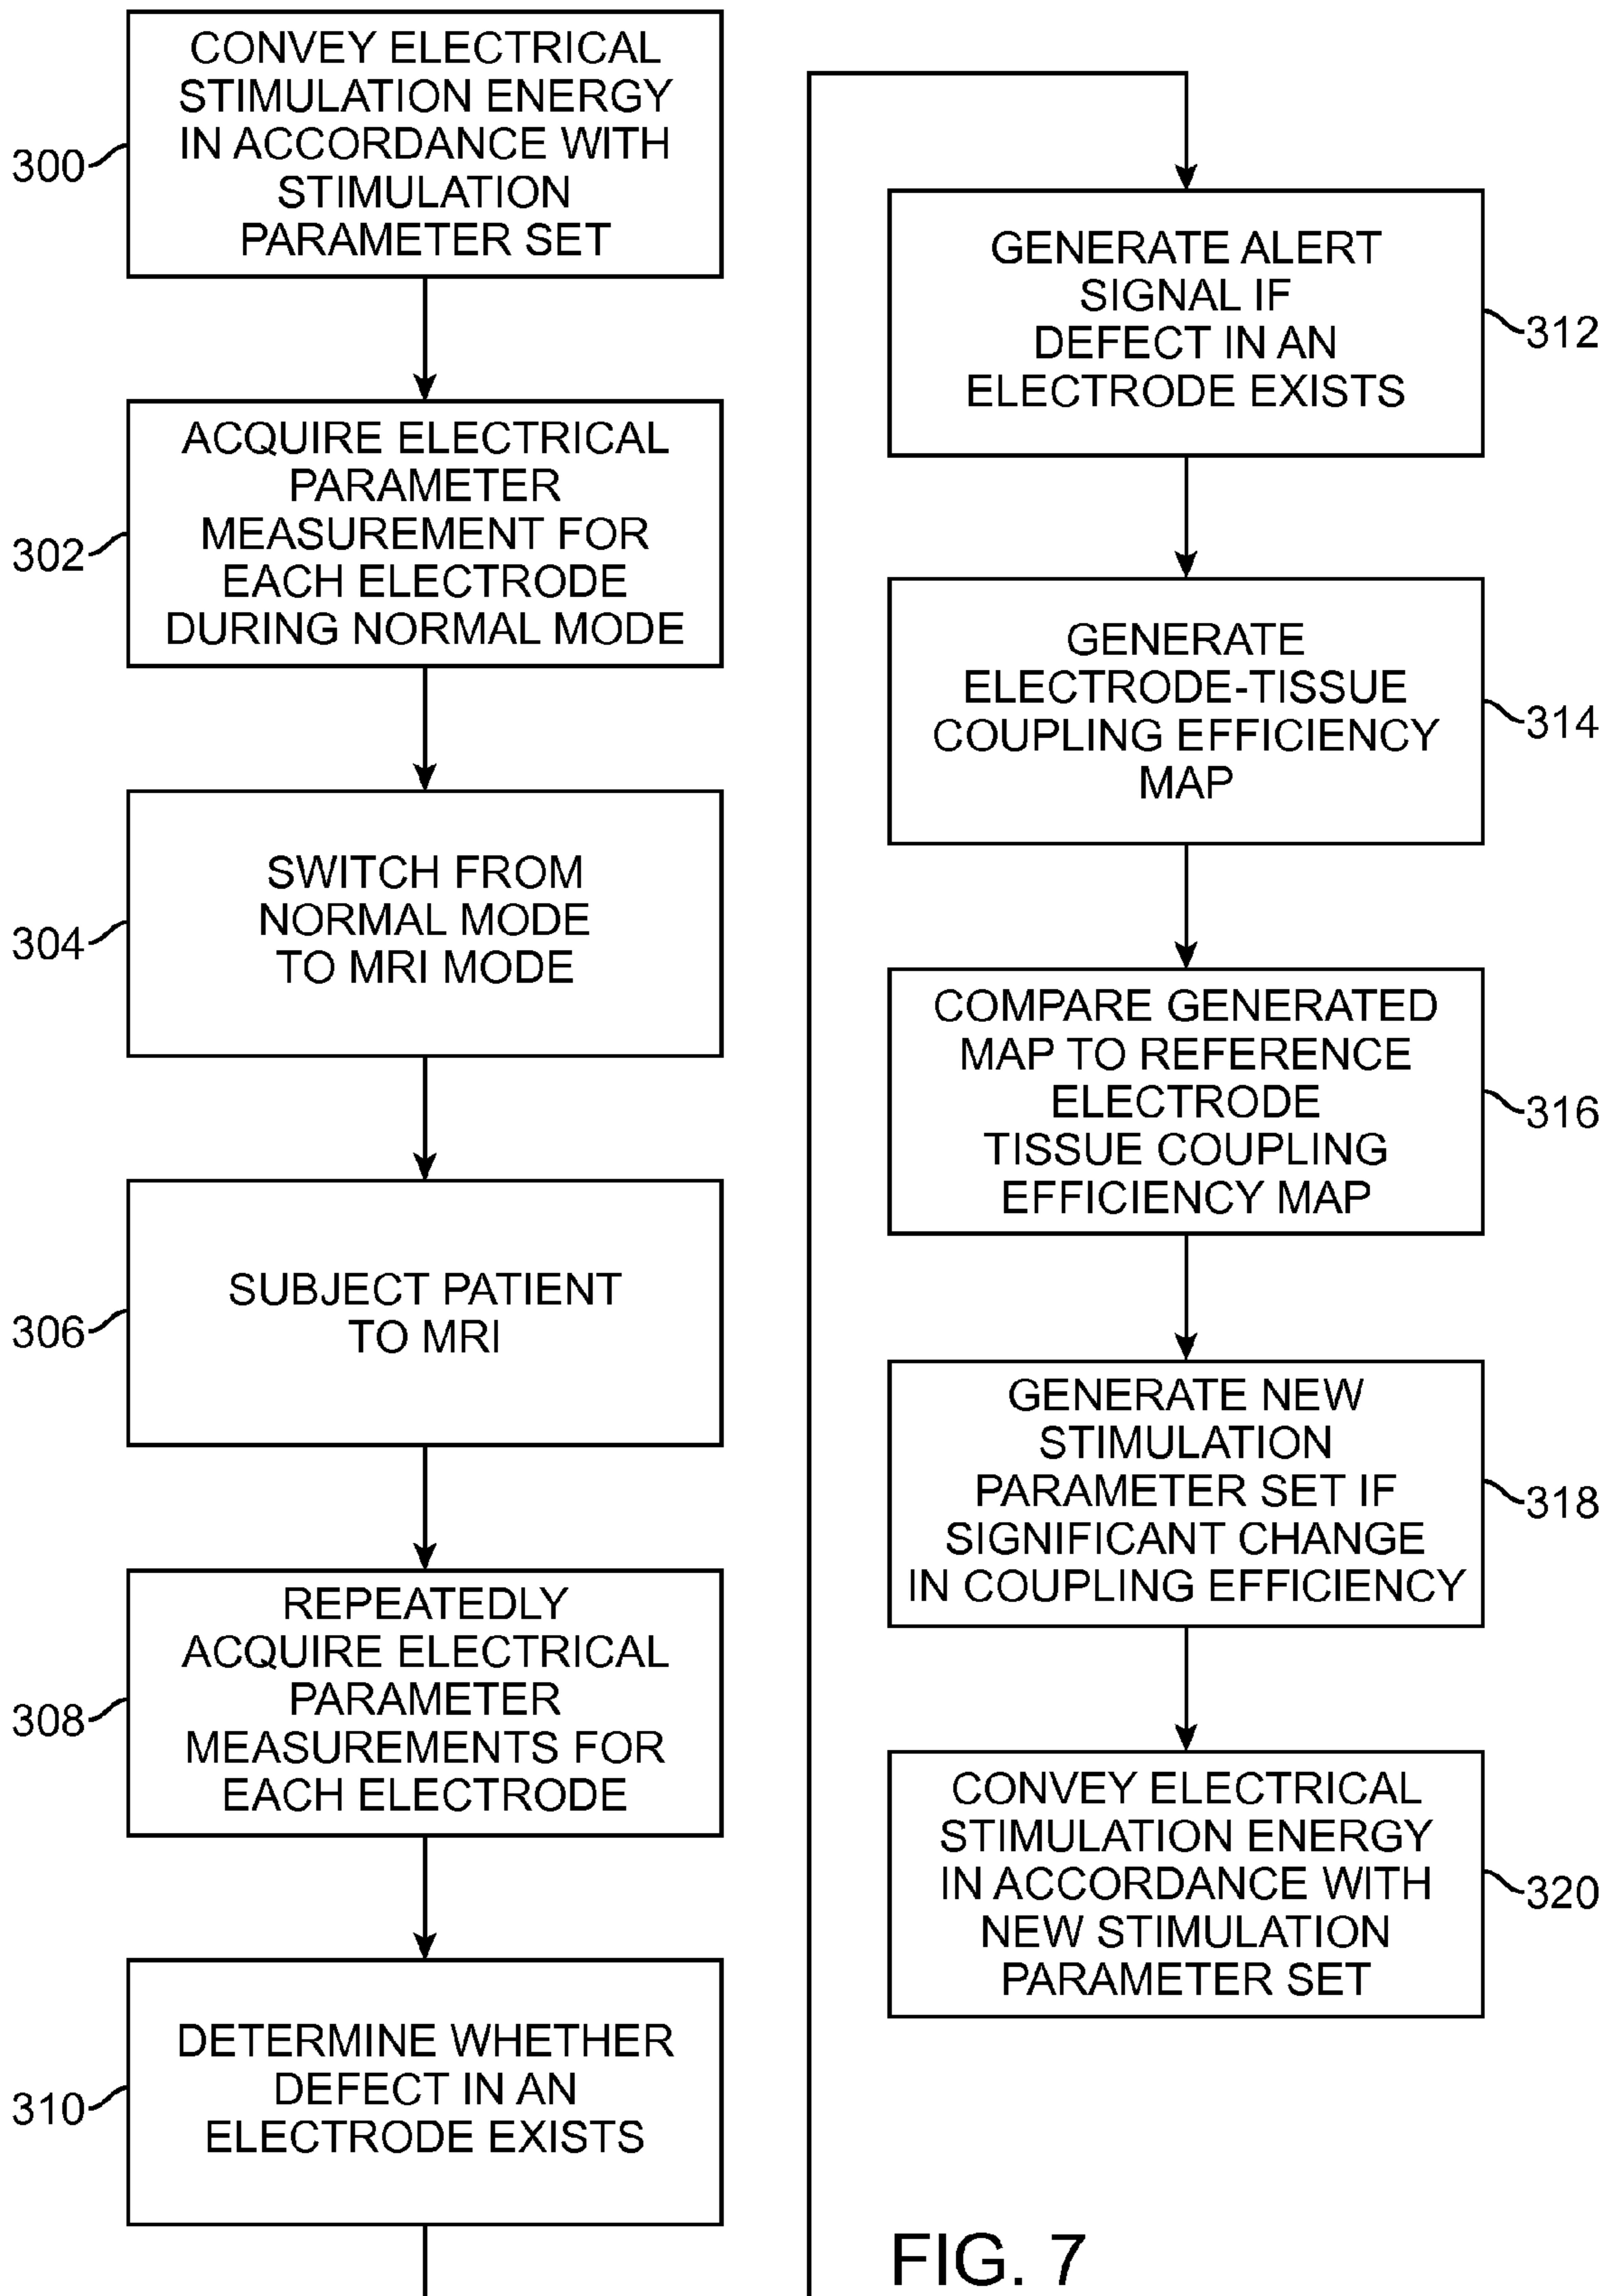 CONVEY ELECTRICAL
STIMULATION ENERGY
IN ACCORDANCE WITH
STIMULATION
PARAMETER SET
300
ACQUIRE ELECTRICAL
PARAMETER
MEASUREMENT FOR
EACH ELECTRODE
DURING NORMAL MODE
302
SWITCH FROM
NORMAL MODE
TO MRI MODE
304
SUBJECT PATIENT
TO MRI
306
REPEATEDLY
ACQUIRE ELECTRICAL
PARAMETER
MEASUREMENTS FOR
EACH ELECTRODE
308
DETERMINE WHETHER
DEFECT IN AN
ELECTRODE EXISTS
310
GENERATE ALERT
SIGNAL IF
DEFECT IN AN
ELECTRODE EXISTS
312
GENERATE
ELECTRODE-TISSUE
COUPLING EFFICIENCY
MAP
314
COMPARE GENERATED
MAP TO REFERENCE
ELECTRODE
TISSUE COUPLING
EFFICIENCY MAP
316
GENERATE NEW
STIMULATION
PARAMETER SET IF
SIGNIFICANT CHANGE
IN COUPLING EFFICIENCY
318
CONVEY ELECTRICAL
STIMULATION ENERGY
IN ACCORDANCE WITH
NEW STIMULATION
PARAMETER SET
320
FIG. 7